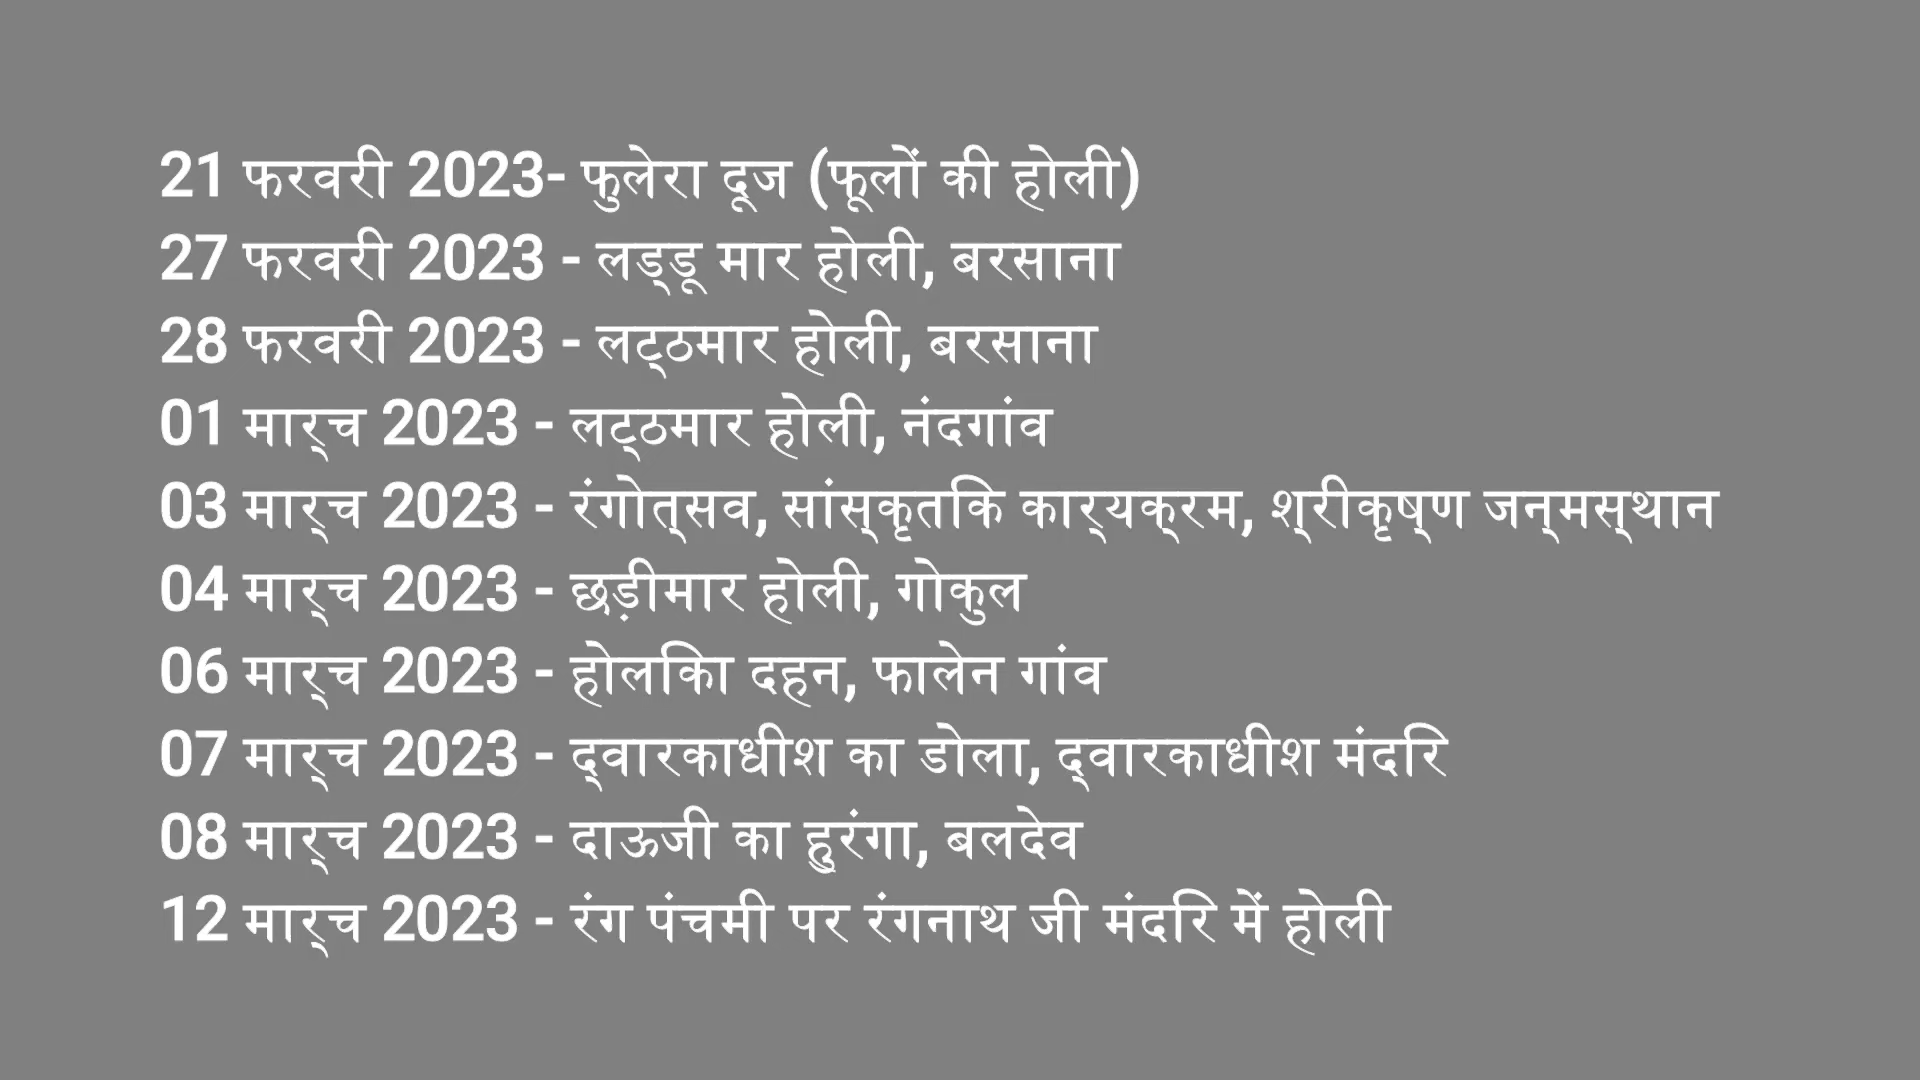 21 फरवरी 2023- फुलेरा दूज (फूलों की होली)
27 फरवरी 2023 - लड्डू मार होली, बरसाना
28 फरवरी 2023 - लट्ठमार होली, बरसाना
01 मार्च 2023 - लट्ठमार होली, नंदगांव
03 मार्च 2023 - रंगोत्सव, सांस्कृतिक कार्यक्रम, श्रीकृष्ण जन्मस्थान
04 मार्च 2023 - छड़ीमार होली, गोकुल
06 मार्च 2023 - होलिका दहन, फालेन गांव
07 मार्च 2023 - द्वारकाधीश का डोला, द्वारकाधीश मंदिर
08 मार्च 2023 - दाऊजी का हुरंगा, बलदेव
12 मार्च 2023 - रंग पंचमी पर रंगनाथ जी मंदिर में होली